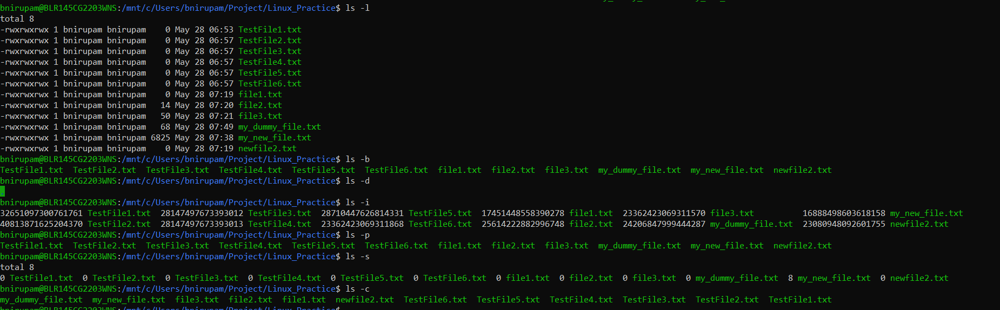 bnirupam@BLR145CG2203WNS:/mnt/c/Users/bnirupam/Project/Linux_Practice$ ls -l
total 8
-rwxrwxrwx 1 bnirupam bnirupam    0 May 28 06:53 TestFile1.txt
-rwxrwxrwx 1 bnirupam bnirupam    0 May 28 06:57 TestFile2.txt
-rwxrwxrwx 1 bnirupam bnirupam    0 May 28 06:57 TestFile3.txt
-rwxrwxrwx 1 bnirupam bnirupam    0 May 28 06:57 TestFile4.txt
-rwxrwxrwx 1 bnirupam bnirupam    0 May 28 06:57 TestFile5.txt
-rwxrwxrwx 1 bnirupam bnirupam    0 May 28 06:57 TestFile6.txt
-rwxrwxrwx 1 bnirupam bnirupam    0 May 28 07:19 file1.txt
-rwxrwxrwx 1 bnirupam bnirupam   14 May 28 07:20 file2.txt
-rwxrwxrwx 1 bnirupam bnirupam   50 May 28 07:21 file3.txt
-rwxrwxrwx 1 bnirupam bnirupam   68 May 28 07:49 my_dummy_file.txt
-rwxrwxrwx 1 bnirupam bnirupam 6825 May 28 07:38 my_new_file.txt
-rwxrwxrwx 1 bnirupam bnirupam    0 May 28 07:19 newfile2.txt
bnirupam@BLR145CG2203WNS:/mnt/c/Users/bnirupam/Project/Linux_Practice$ ls -b
TestFile1.txt  TestFile2.txt  TestFile3.txt  TestFile4.txt  TestFile5.txt  TestFile6.txt  file1.txt  file2.txt  file3.txt  my_dummy_file.txt  my_new_file.txt  newfile2.txt
bnirupam@BLR145CG2203WNS:/mnt/c/Users/bnirupam/Project/Linux_Practice$ ls -d
.
bnirupam@BLR145CG2203WNS:/mnt/c/Users/bnirupam/Project/Linux_Practice$ ls -i
32651097300761761 TestFile1.txt  28147497673393012 TestFile3.txt  28710447626814331 TestFile5.txt  17451448558390278 file1.txt  23362423069311570 file3.txt          16888498603618158 my_new_file.txt
40813871625204370 TestFile2.txt  28147497673393013 TestFile4.txt  23362423069311868 TestFile6.txt  25614222882996748 file2.txt  24206847999444287 my_dummy_file.txt  23080948092601755 newfile2.txt
bnirupam@BLR145CG2203WNS:/mnt/c/Users/bnirupam/Project/Linux_Practice$ ls -p
TestFile1.txt  TestFile2.txt  TestFile3.txt  TestFile4.txt  TestFile5.txt  TestFile6.txt  file1.txt  file2.txt  file3.txt  my_dummy_file.txt  my_new_file.txt  newfile2.txt
bnirupam@BLR145CG2203WNS:/mnt/c/Users/bnirupam/Project/Linux_Practice$ ls -s
total 8
0 TestFile1.txt  0 TestFile2.txt  0 TestFile3.txt  0 TestFile4.txt  0 TestFile5.txt  0 TestFile6.txt  0 file1.txt  0 file2.txt  0 file3.txt  0 my_dummy_file.txt  8 my_new_file.txt  0 newfile2.txt
bnirupam@BLR145CG2203WNS:/mnt/c/Users/bnirupam/Project/Linux_Practice$ ls -c
my_dummy_file.txt  my_new_file.txt  file3.txt  file2.txt  file1.txt  newfile2.txt  TestFile6.txt  TestFile5.txt  TestFile4.txt  TestFile3.txt  TestFile2.txt  TestFile1.txt